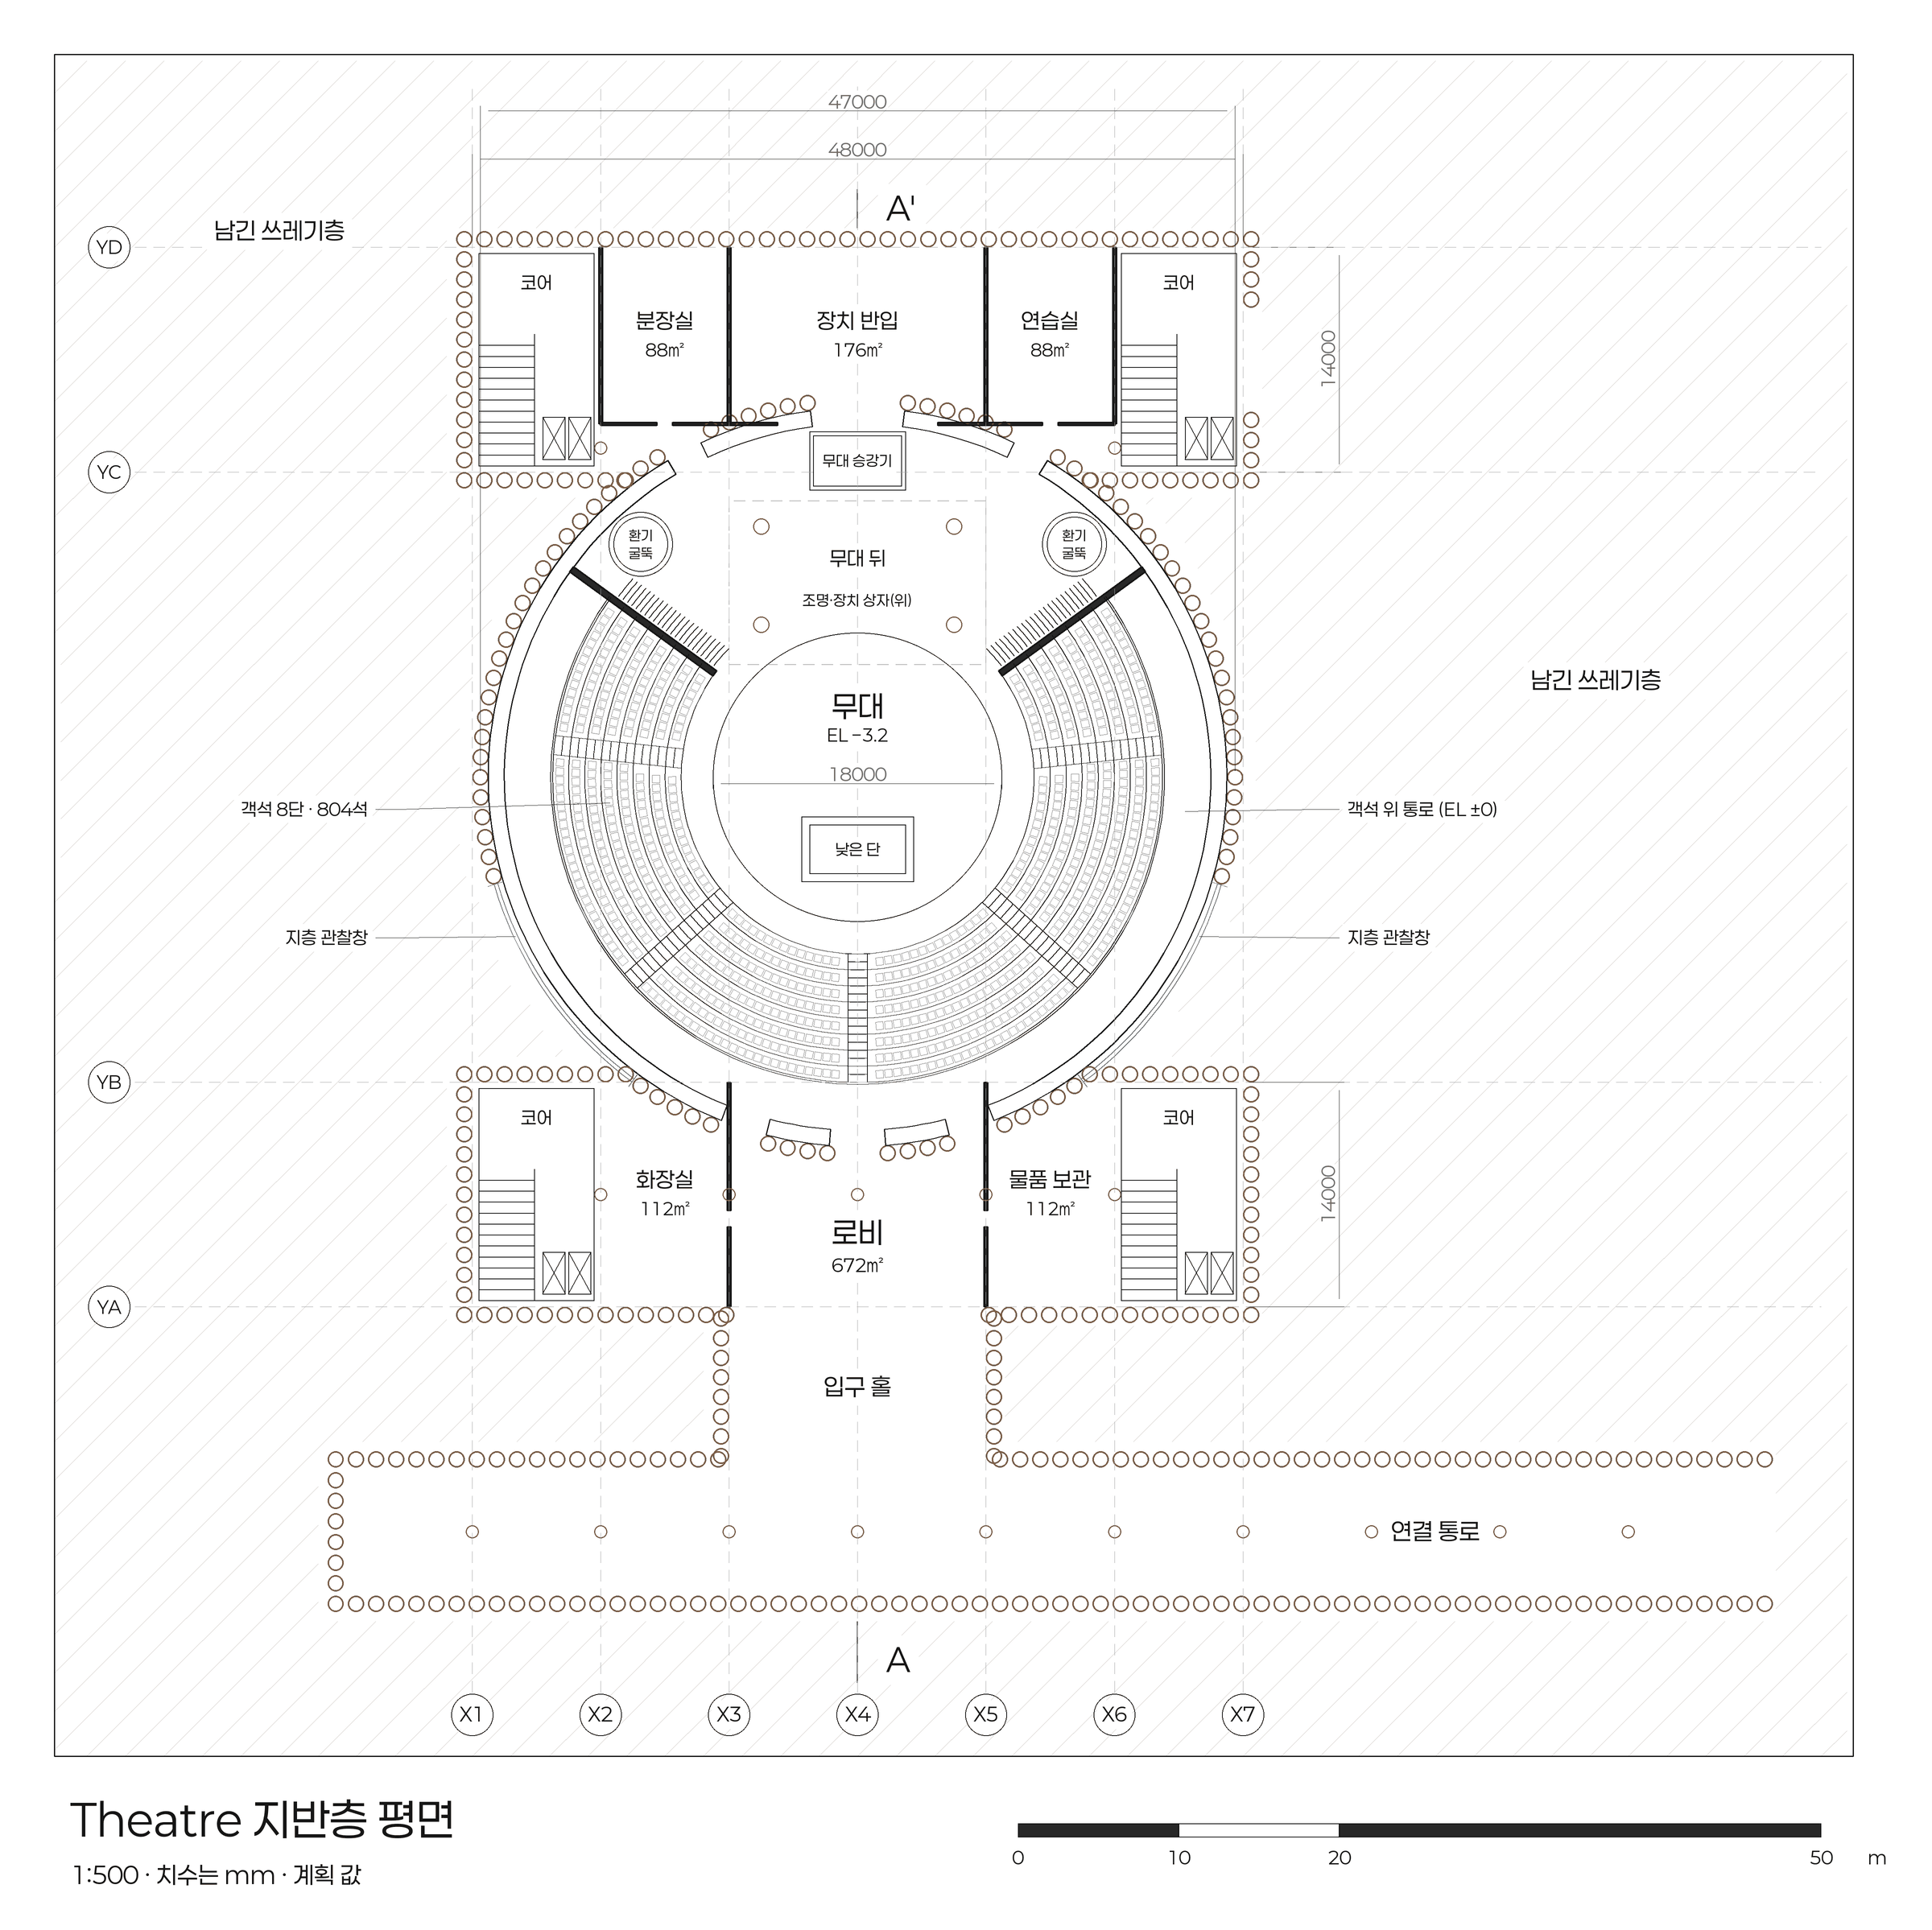 47000
48000
A'
남긴 쓰레기층
YD
코어
코어
분장실
88m²
장치 반입
176m²
연습실
88m²
14000
무대 승강기
YC
환기
굴뚝
환기
굴뚝
무대 뒤
조명·장치 상자(위)
남긴 쓰레기층
무대
EL −3.2
18000
객석 8단 · 804석
객석 위 통로 (EL ±0)
낮은 단
지층 관찰창
지층 관찰창
YB
코어
코어
화장실
112m²
물품 보관
112m²
14000
로비
672m²
YA
입구 홀
연결 통로
A
X1
X2
X3
X4
X5
X6
X7
Theatre 지반층 평면
1:500 · 치수는 mm · 계획 값
0
10
20
50
m